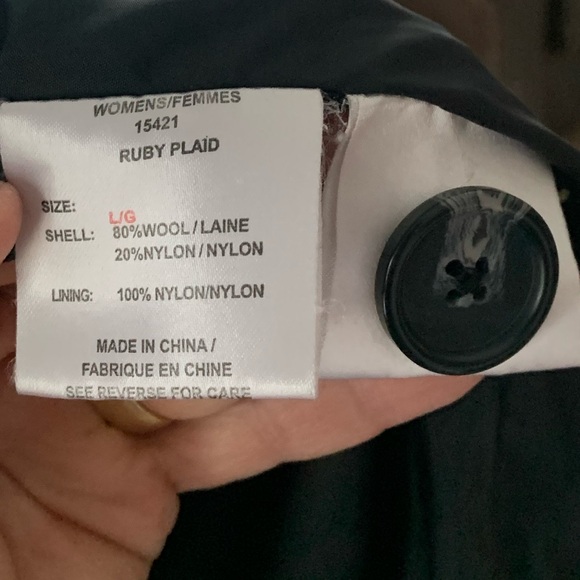 WOMENS/FEMMES
15421
RUBY PLAID
SIZE: L/G
SHELL: 80%WOOL/LAINE
20%NYLON/NYLON
LINING: 100% NYLON/NYLON
MADE IN CHINA/
FABRIQUE EN CHINE
SEE REVERSE FOR CARE